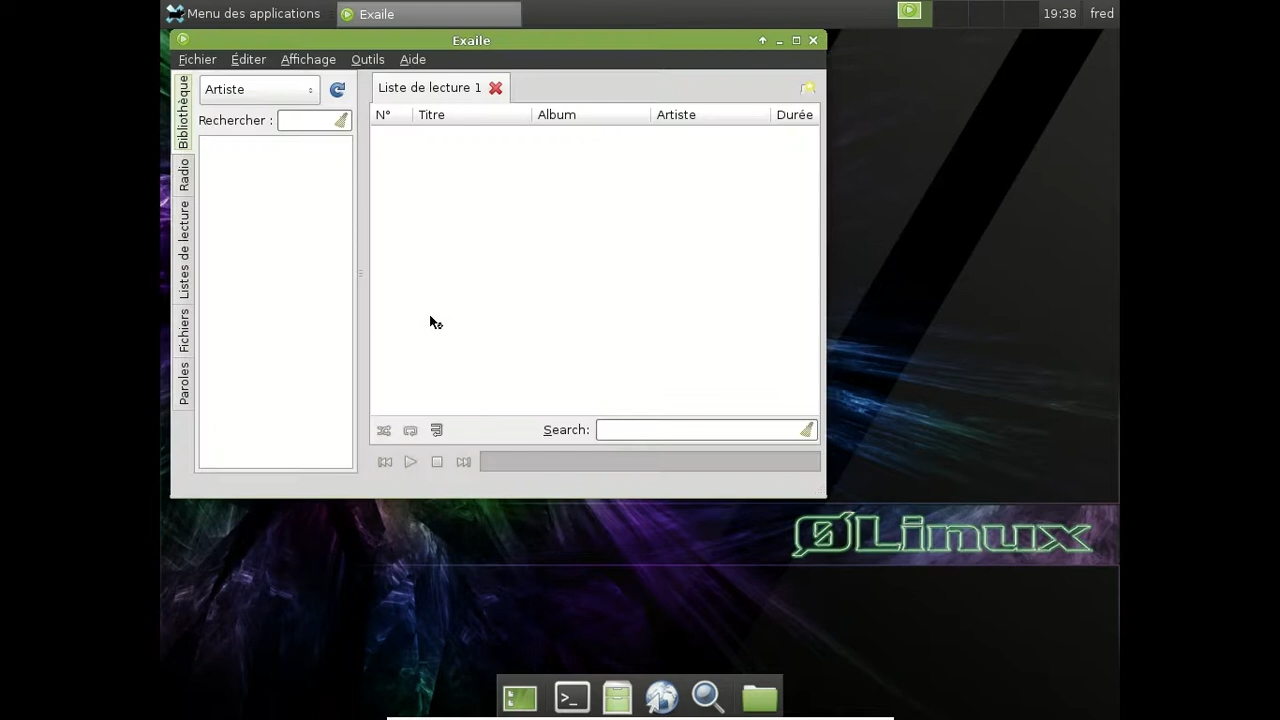 Menu des applications
Exaile
19:38
fred
Exaile
Fichier Éditer Affichage Outils Aide
Artiste
Rechercher :
Bibliothèque
Radio
Listes de lecture
Fichiers
Paroles
Liste de lecture 1
N° Titre Album Artiste Durée
Search:
0Linux
>_